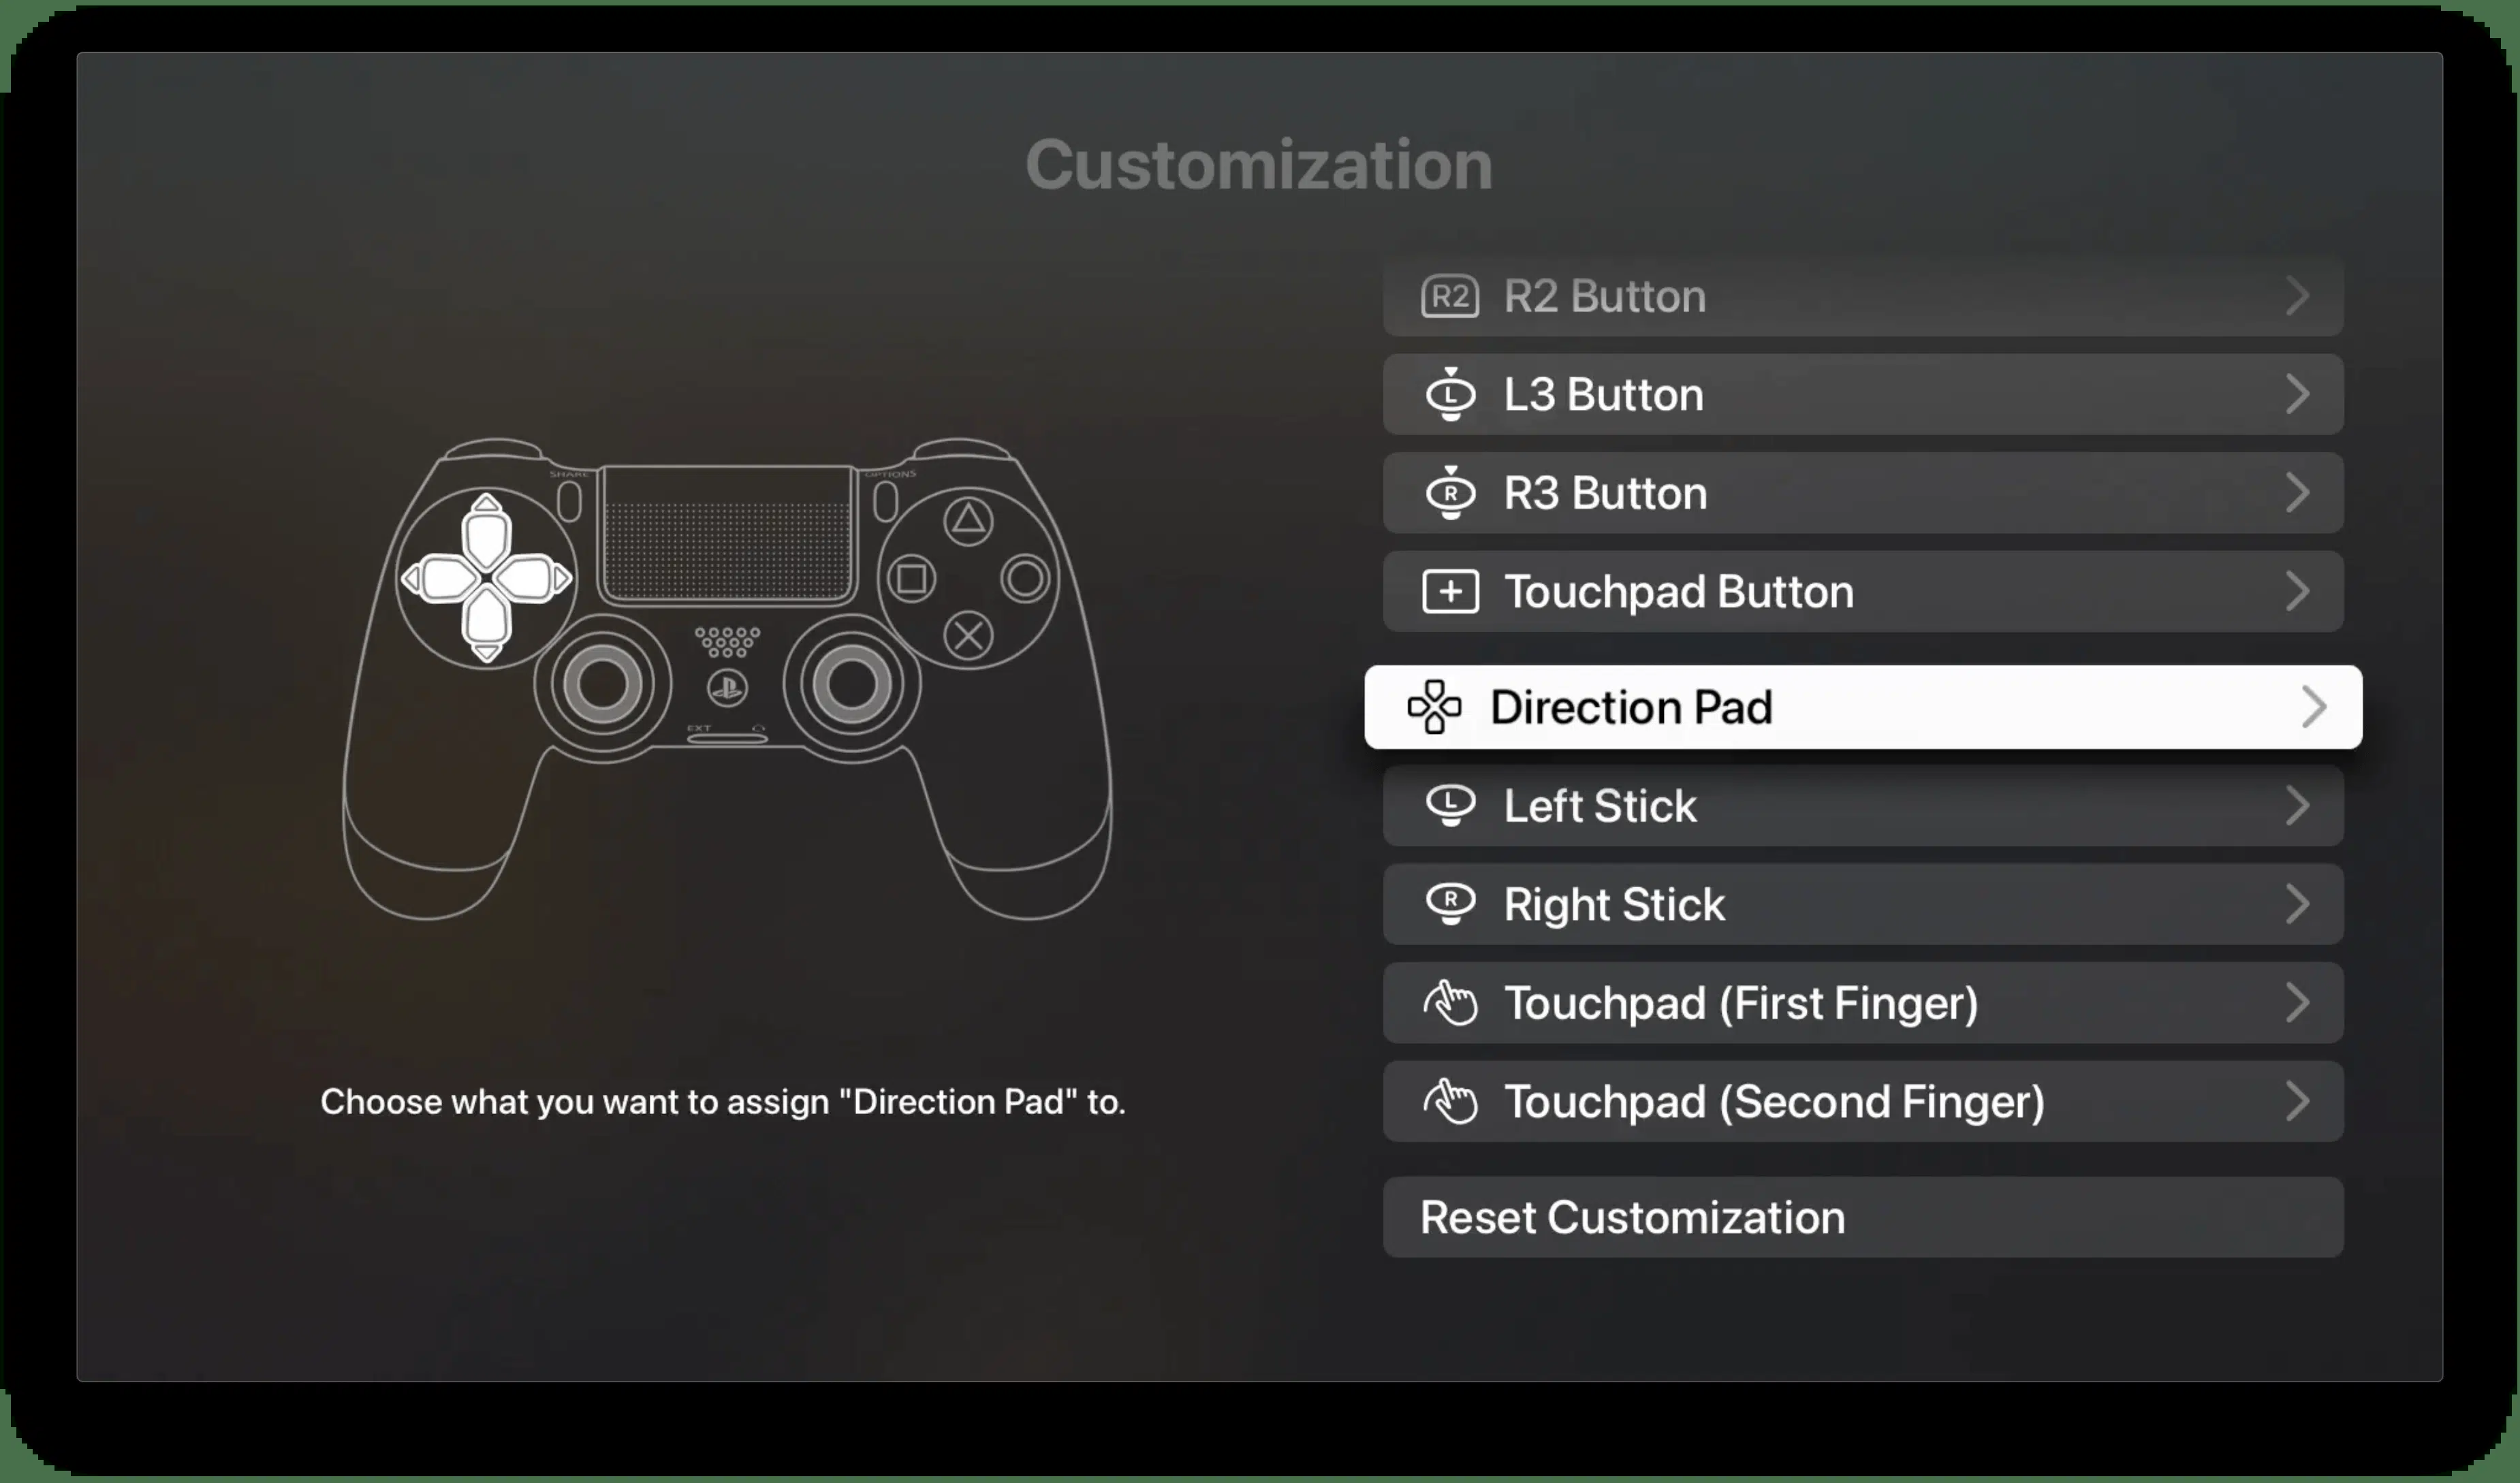 Customization
R2 R2 Button
L L3 Button
R R3 Button
Touchpad Button
Direction Pad
L Left Stick
R Right Stick
Touchpad (First Finger)
Touchpad (Second Finger)
Reset Customization
SHARE
OPTIONS
EXT
Choose what you want to assign "Direction Pad" to.